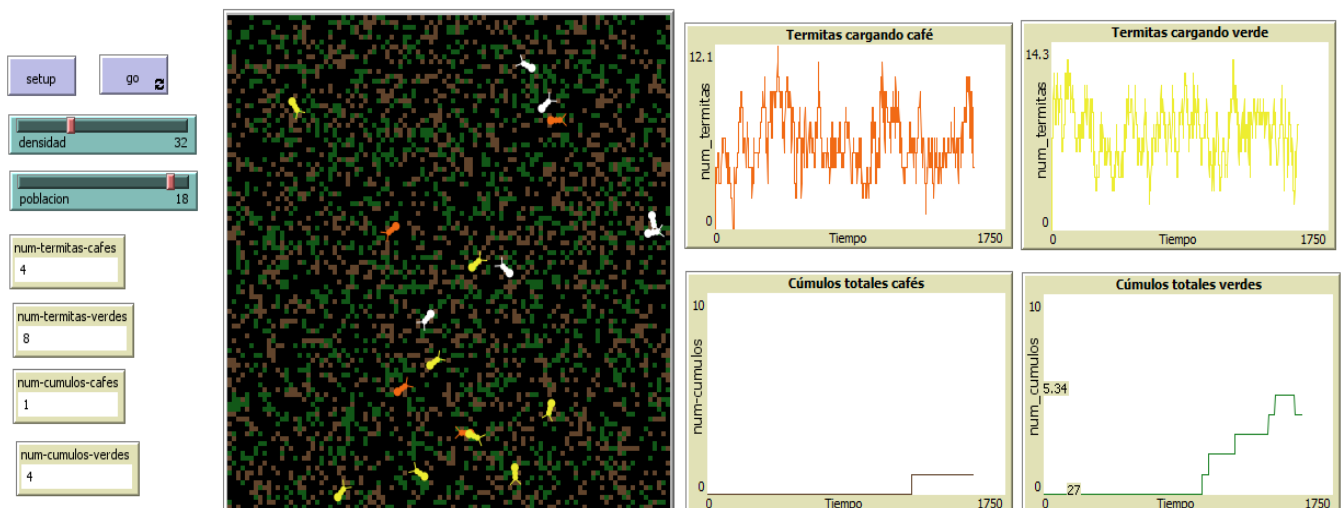 setup
go
densidad 32
poblacion 18
num-termitas-cafes
4
num-termitas-verdes
8
num-cumulos-cafes
1
num-cumulos-verdes
4
Termitas cargando café
12.1
num_termitas
0
0 Tiempo 1750
Termitas cargando verde
14.3
num_termitas
0
0 Tiempo 1750
Cúmulos totales cafés
10
num-cumulos
0
0 Tiempo 1750
Cúmulos totales verdes
10
num_cumulos
5.34
27
0
0 Tiempo 1750